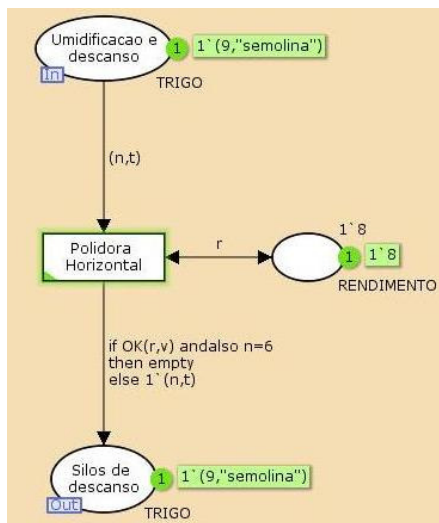 Umidificacao e
descanso
1
1`(9,"semolina")
In
TRIGO
(n,t)
Polidora
Horizontal
r
1`8
1
1`8
RENDIMENTO
if OK(r,v) andalso n=6
then empty
else 1`(n,t)
Silos de
descanso
1
1`(9,"semolina")
Out
TRIGO